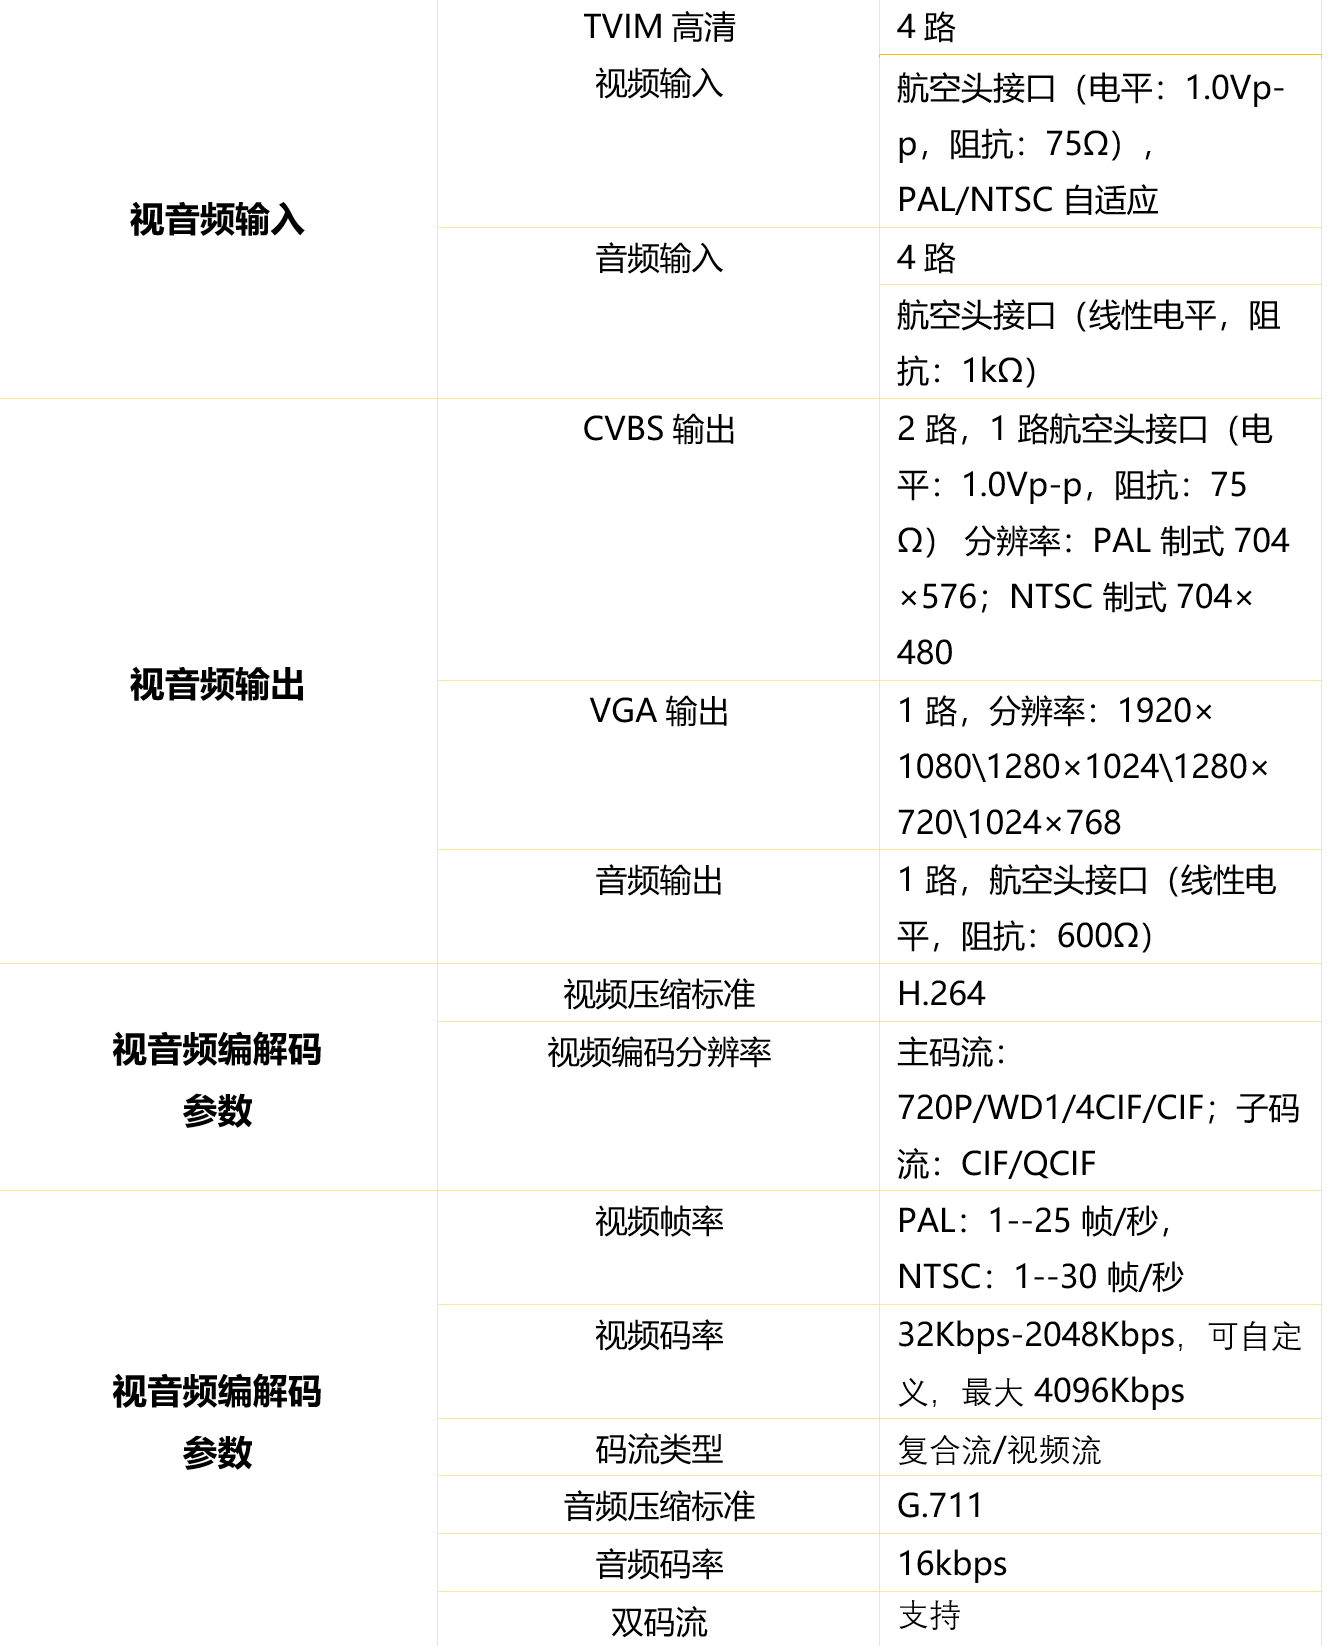 视音频输入
TVIM 高清
视频输入
4 路
航空头接口（电平：1.0Vp-
p，阻抗：75Ω），
PAL/NTSC 自适应
音频输入
4 路
航空头接口（线性电平，阻
抗：1kΩ）
视音频输出
CVBS 输出
2 路，1 路航空头接口（电
平：1.0Vp-p，阻抗：75
Ω） 分辨率：PAL 制式 704
×576；NTSC 制式 704×
480
VGA 输出
1 路，分辨率：1920×
1080\1280×1024\1280×
720\1024×768
音频输出
1 路，航空头接口（线性电
平，阻抗：600Ω）
视音频编解码
参数
视频压缩标准
H.264
视频编码分辨率
主码流：
720P/WD1/4CIF/CIF；子码
流：CIF/QCIF
视音频编解码
参数
视频帧率
PAL：1--25 帧/秒，
NTSC：1--30 帧/秒
视频码率
32Kbps-2048Kbps，可自定
义，最大 4096Kbps
码流类型
复合流/视频流
音频压缩标准
G.711
音频码率
16kbps
双码流
支持